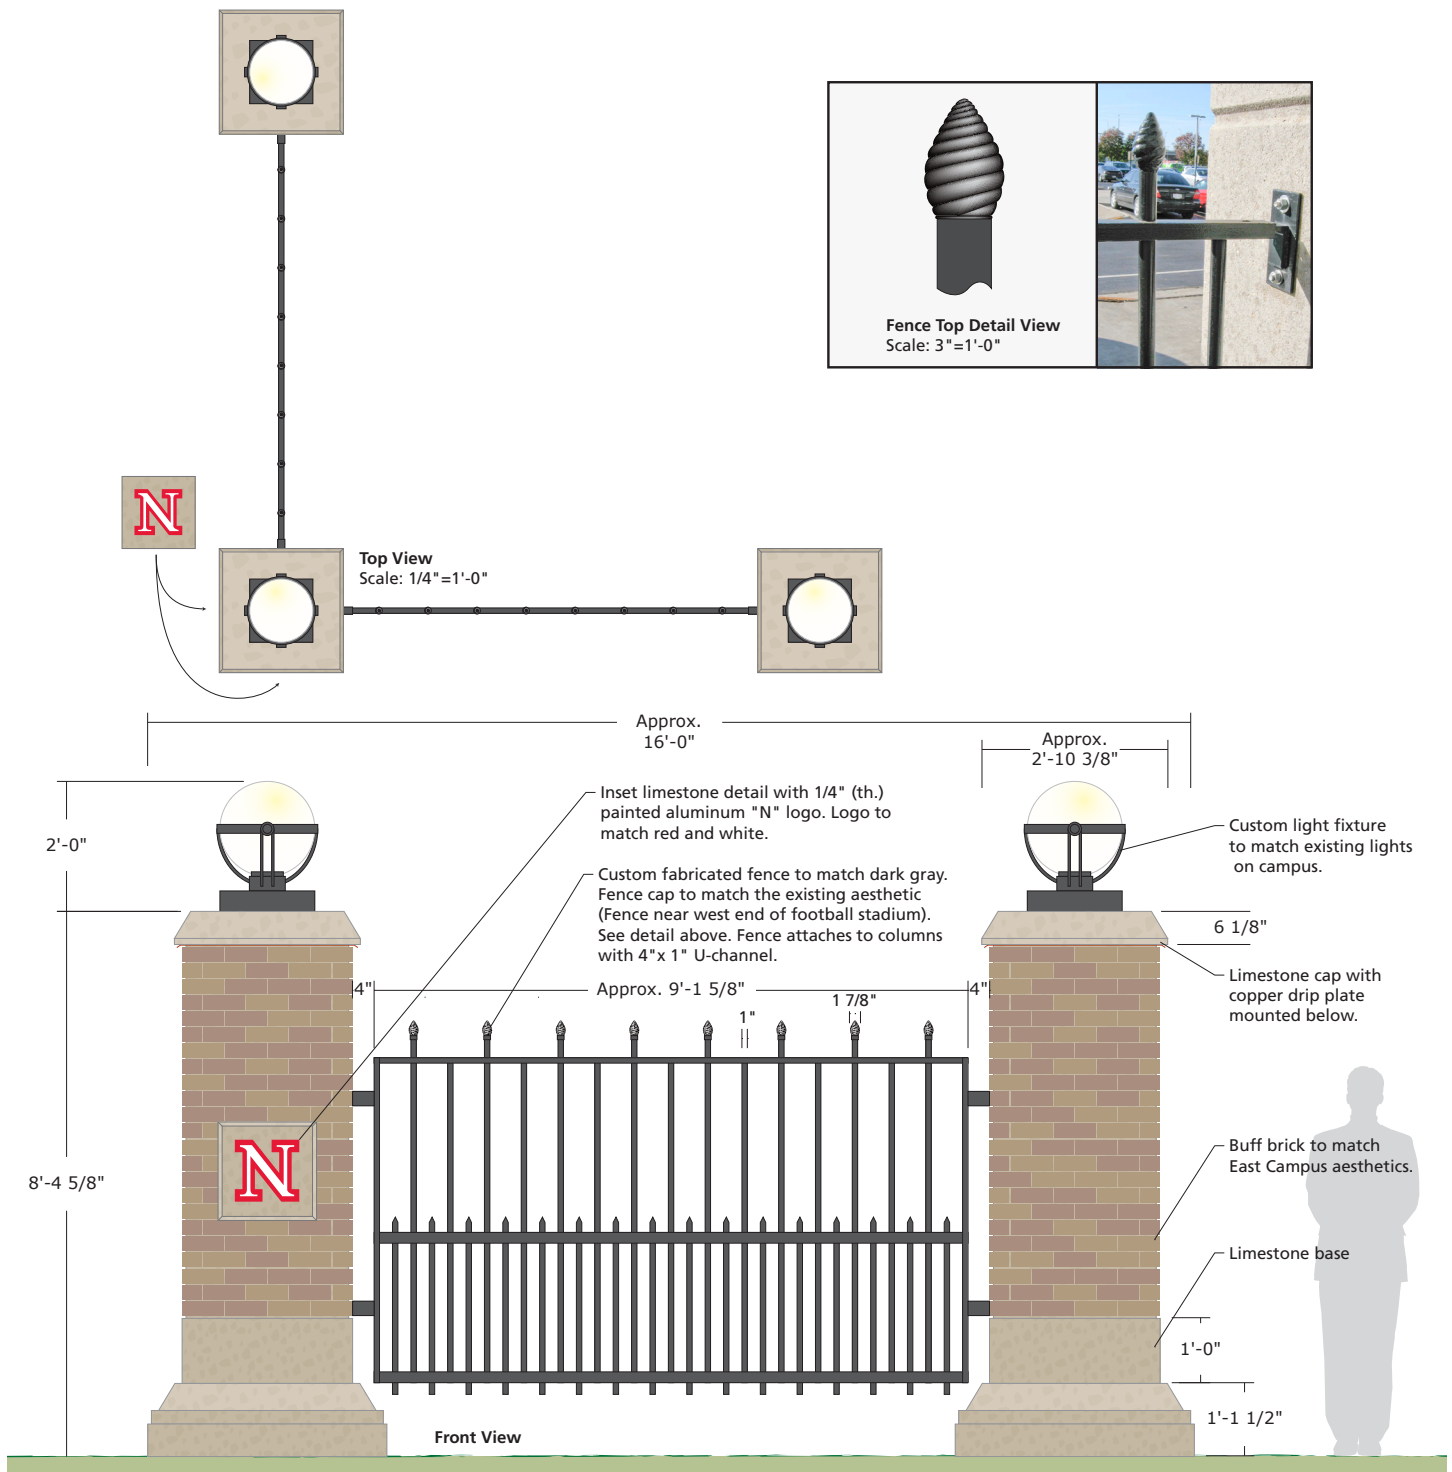 Fence Top Detail View
Scale: 3"=1'-0"
N
Top View
Scale: 1/4"=1'-0"
Approx.
16'-0"
Approx.
2'-10 3/8"
2'-0"
Inset limestone detail with 1/4" (th.)
painted aluminum "N" logo. Logo to
match red and white.
Custom light fixture
to match existing lights
on campus.
Custom fabricated fence to match dark gray.
Fence cap to match the existing aesthetic
(Fence near west end of football stadium).
See detail above. Fence attaches to columns
with 4"x 1" U-channel.
6 1/8"
Limestone cap with
copper drip plate
mounted below.
4"
Approx. 9'-1 5/8"
4"
1 7/8"
1"
8'-4 5/8"
N
Buff brick to match
East Campus aesthetics.
Limestone base
1'-0"
1'-1 1/2"
Front View